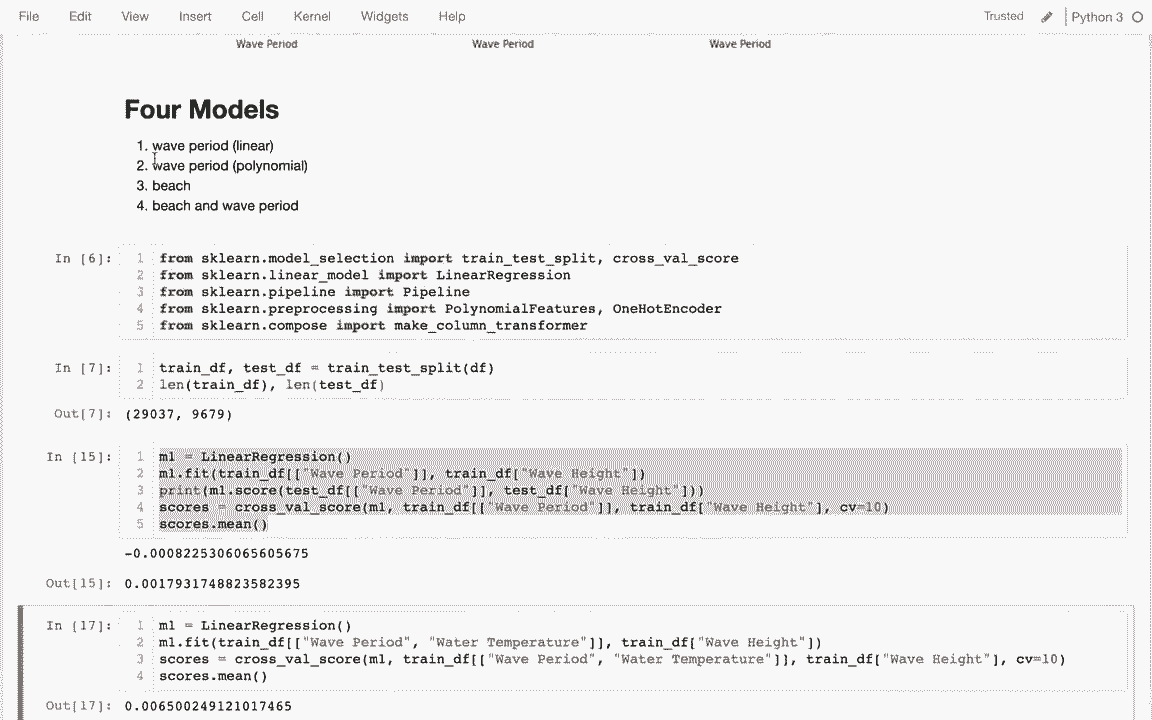 File Edit View Insert Cell Kernel Widgets Help Trusted Python 3
Wave Period Wave Period Wave Period
Four Models
1. wave period (linear)
2. wave period (polynomial)
3. beach
4. beach and wave period
In [6]: 1 from sklearn.model_selection import train_test_split, cross_val_score
2 from sklearn.linear_model import LinearRegression
3 from sklearn.pipeline import Pipeline
4 from sklearn.preprocessing import PolynomialFeatures, OneHotEncoder
5 from sklearn.compose import make_column_transformer
In [7]: 1 train_df, test_df = train_test_split(df)
2 len(train_df), len(test_df)
Out[7]: (29037, 9679)
In [15]: 1 m1 = LinearRegression()
2 m1.fit(train_df[["Wave Period"]], train_df["Wave Height"])
3 print(m1.score(test_df[["Wave Period"]], test_df["Wave Height"]))
4 scores = cross_val_score(m1, train_df[["Wave Period"]], train_df["Wave Height"], cv=10)
5 scores.mean()
-0.0008225306065605675
Out[15]: 0.0017931748823582395
In [17]: 1 m1 = LinearRegression()
2 m1.fit(train_df[["Wave Period", "Water Temperature"]], train_df["Wave Height"])
3 scores = cross_val_score(m1, train_df[["Wave Period", "Water Temperature"]], train_df["Wave Height"], cv=10)
4 scores.mean()
Out[17]: 0.006500249121017465